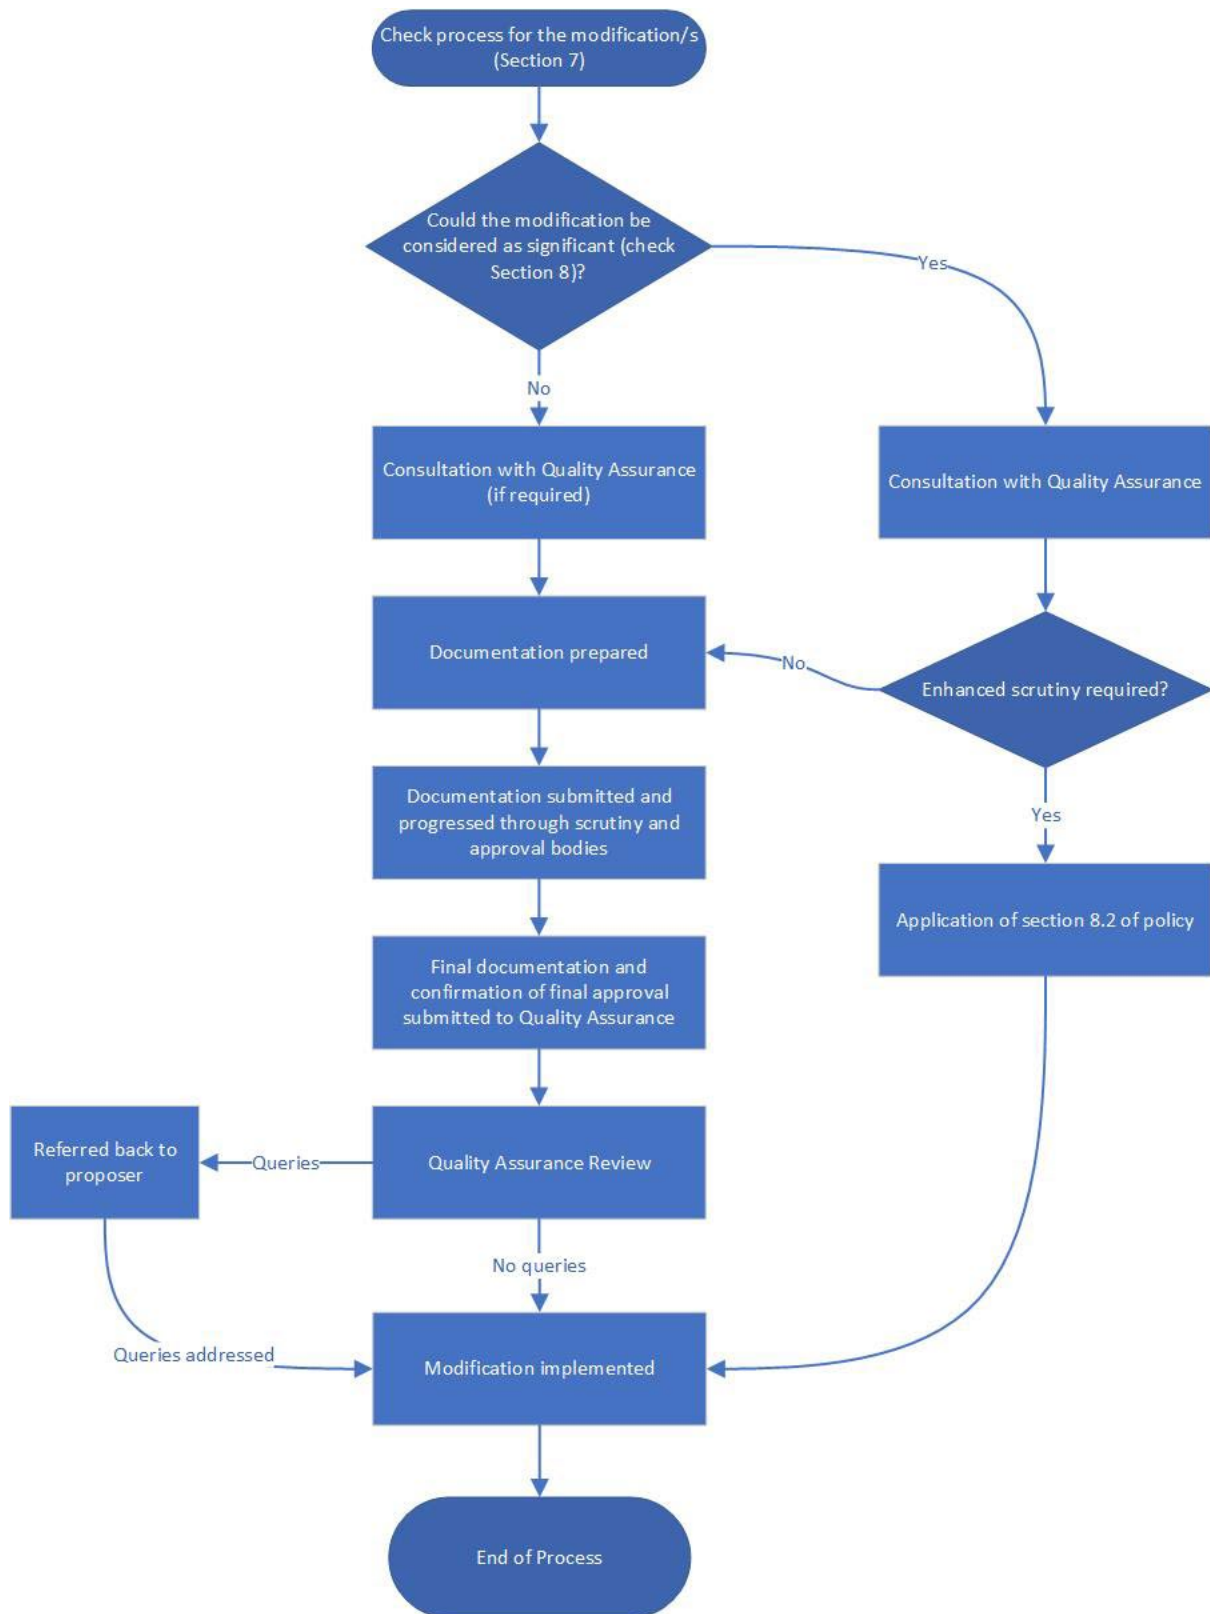 Check process for the modification/s
(Section 7)
Could the modification be
considered as significant (check
Section 8)?
Yes
No
Consultation with Quality Assurance
(if required)
Consultation with Quality Assurance
Documentation prepared
No
Enhanced scrutiny required?
Documentation submitted and
progressed through scrutiny and
approval bodies
Yes
Application of section 8.2 of policy
Final documentation and
confirmation of final approval
submitted to Quality Assurance
Referred back to
proposer
Queries
Quality Assurance Review
No queries
Queries addressed
Modification implemented
End of Process